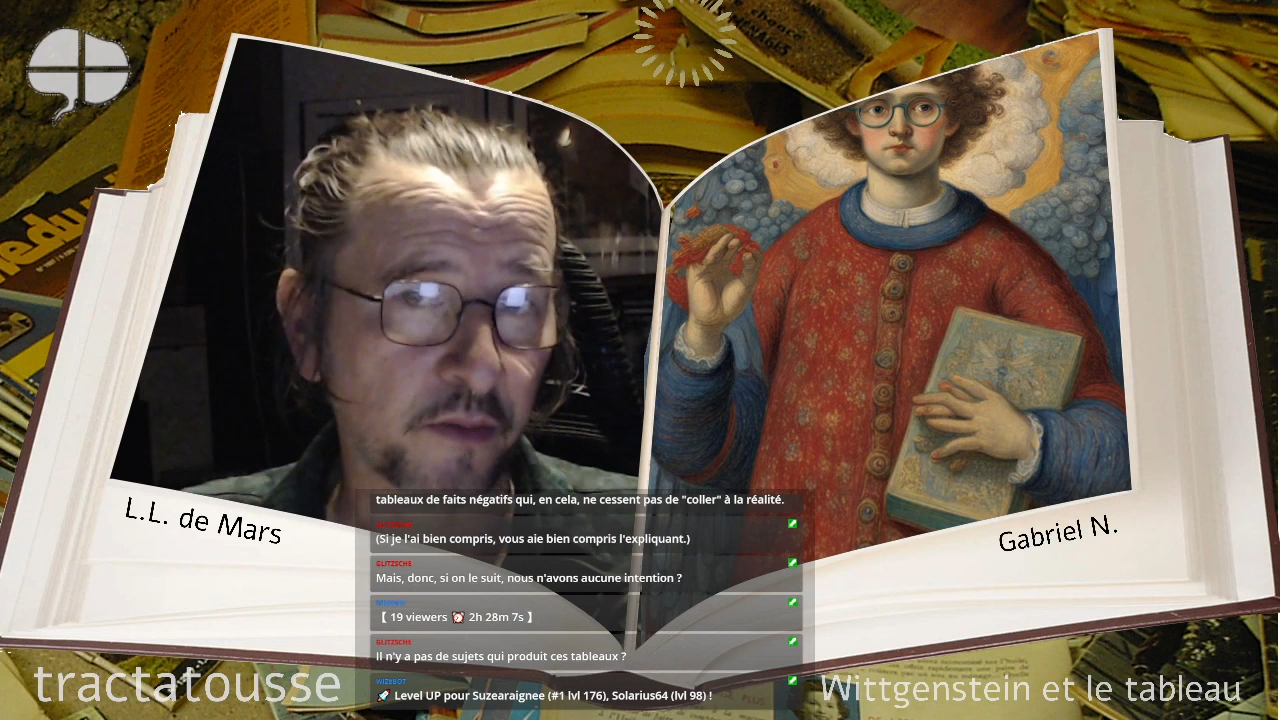 MÉNAGES
L.L. de Mars
Gabriel N.
tableaux de faits négatifs qui, en cela, ne cessent pas de "coller" à la réalité.
(Si je l'ai bien compris, vous aie bien compris l'expliquant.)
GLITZSCHE
Mais, donc, si on le suit, nous n'avons aucune intention ?
【 19 viewers ⏰ 2h 28m 7s 】
GLITZSCHE
Il n'y a pas de sujets qui produit ces tableaux ?
WIZEBOT
🚀 Level UP pour Suzearaignee (#1 lvl 176), Solarius64 (lvl 98) !
tractatousse
Wittgenstein et le tableau